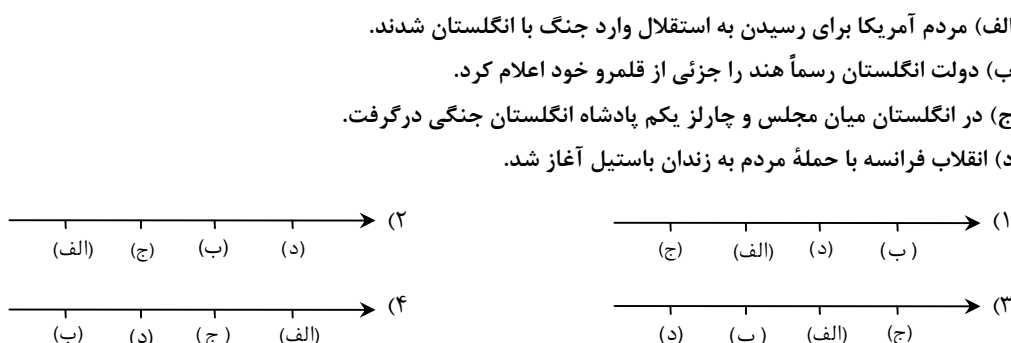 الف) مردم آمریکا برای رسیدن به استقلال وارد جنگ با انگلستان شدند.
ب) دولت انگلستان رسماً هند را جزئی از قلمرو خود اعلام کرد.
ج) در انگلستان میان مجلس و چارلز یکم پادشاه انگلستان جنگی درگرفت.
د) انقلاب فرانسه با حملهٔ مردم به زندان باستیل آغاز شد.
۱)
(ج) (الف) (د) (ب)
۲)
(الف) (ج) (ب) (د)
۳)
(د) (ب) (الف) (ج)
۴)
(ب) (د) (ج) (الف)